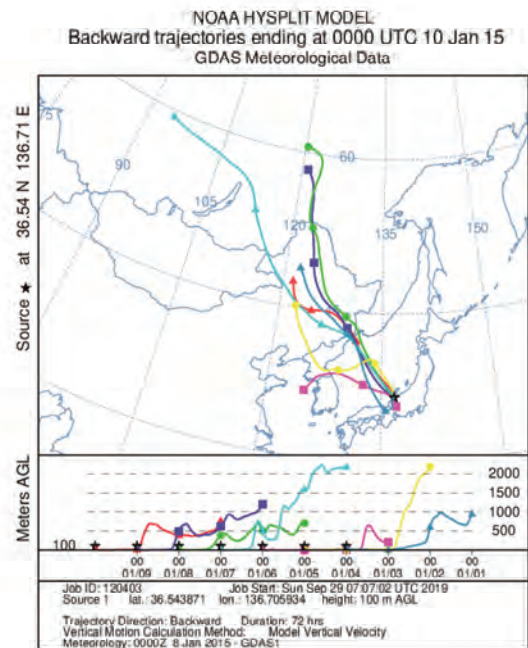 NOAA HYSPLIT MODEL
Backward trajectories ending at 0000 UTC 10 Jan 15
GDAS Meteorological Data
Source ★ at 36.54 N 136.71 E
75
90
105
120
60
135
150
Meters AGL
2000
1500
1000
500
100
00 00 00 00 00 00 00 00 00
01/09 01/08 01/07 01/06 01/05 01/04 01/03 01/02 01/01
Job ID: 120403 Job Start: Sun Sep 29 07:07:02 UTC 2019
Source 1 lat.: 36.543871 lon.: 136.705934 height: 100 m AGL
Trajectory Direction: Backward Duration: 72 hrs
Vertical Motion Calculation Method: Model Vertical Velocity
Meteorology: 0000Z 8 Jan 2015 - GDAS1